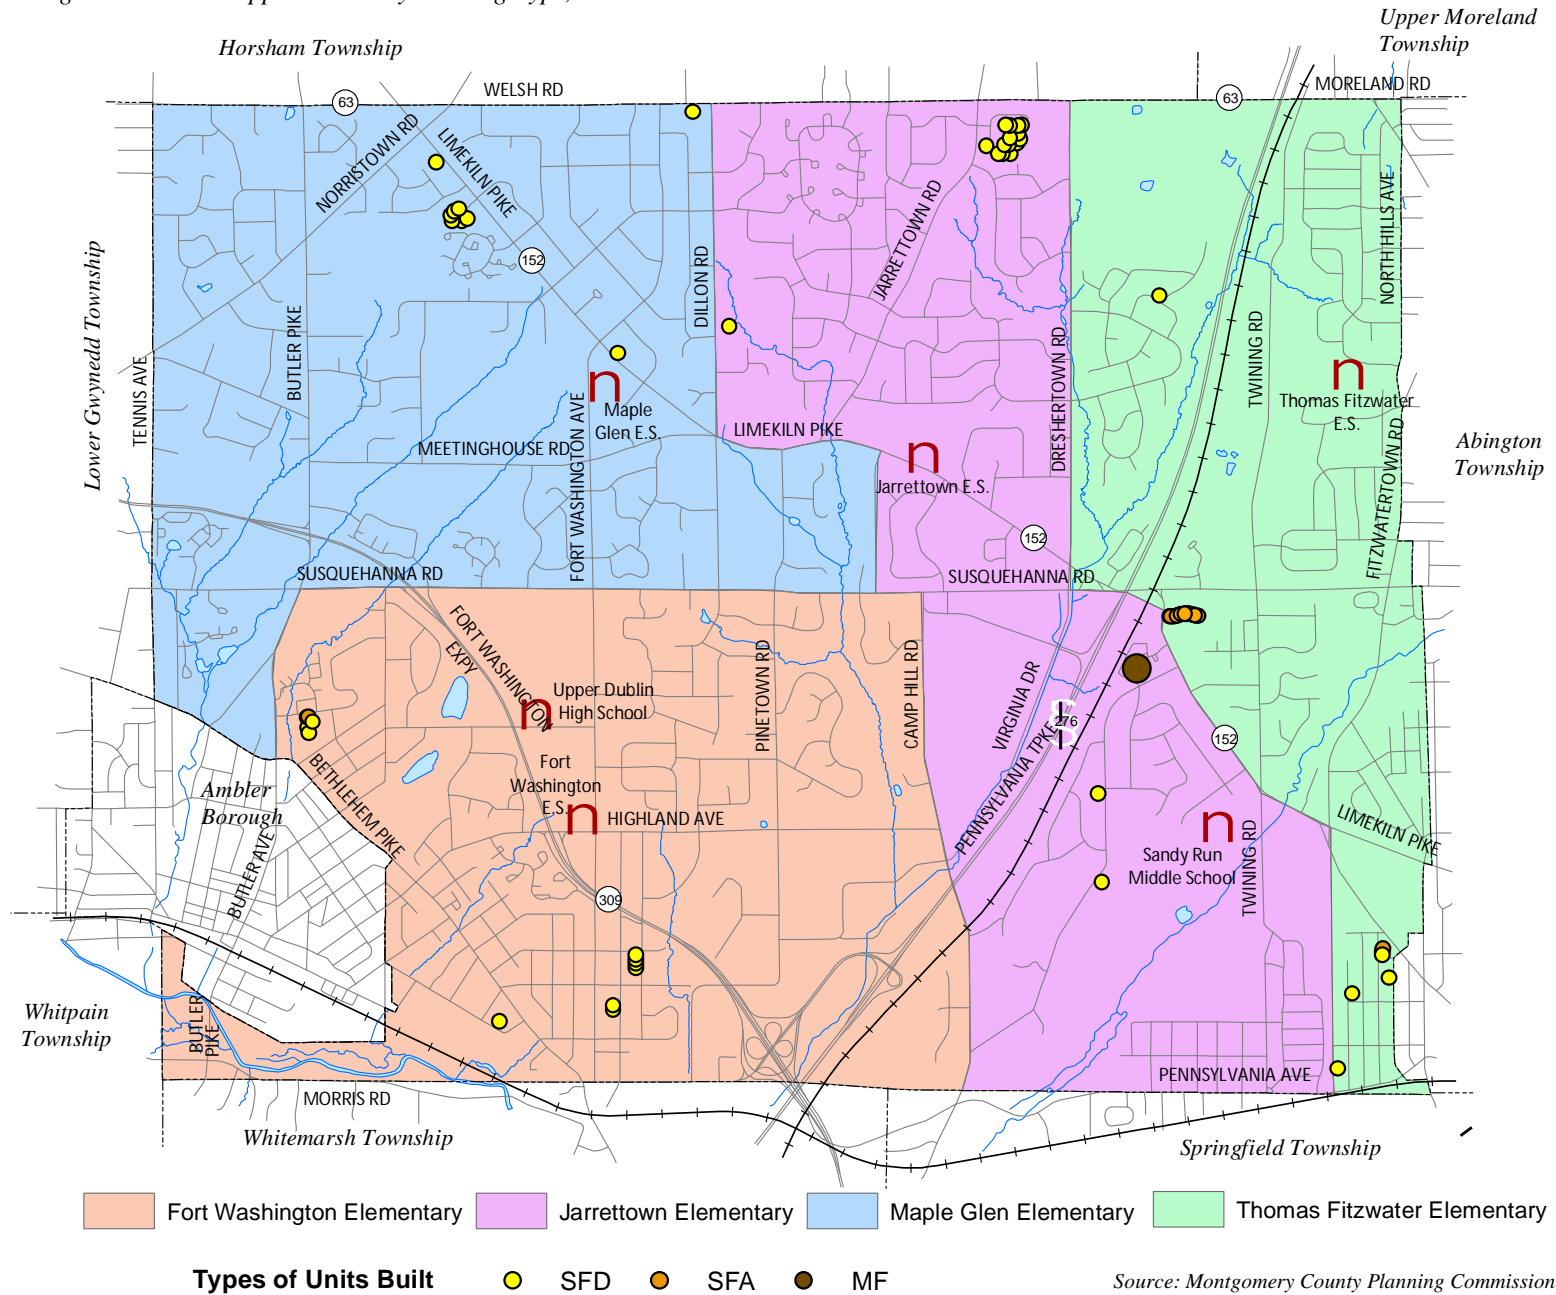 Upper Moreland
Township
Horsham Township
MORELAND RD
WELSH RD
63
63
NORRISTOWN RD
LIMEKILN PIKE
152
NORTH HILLS AVE
JARRETTOWN RD
DILLON RD
Lower Gwynedd Township
BUTLER PIKE
TENNIS AVE
DRESHERTOWN RD
TWINING RD
n
n
Thomas Fitzwater
E.S.
Maple
Glen E.S.
FORT WASHINGTON AVE
LIMEKILN PIKE
MEETINGHOUSE RD
n
Jarrettown E.S.
FITZWATERTOWN RD
Abington
Township
152
SUSQUEHANNA RD
SUSQUEHANNA RD
FORT WASHINGTON
EXPY
PINETOWN RD
CAMP HILL RD
VIRGINIA DR
n
Upper Dublin
High School
276
PENNSYLVANIA TPKE
152
Fort
Washington
E.S.
n
HIGHLAND AVE
BETHLEHEM PIKE
Ambler
Borough
BUTLER AVE
n
Sandy Run
Middle School
TWINING RD
LIMEKILN PIKE
309
Whitpain
Township
BUTLER
PIKE
PENNSYLVANIA AVE
MORRIS RD
Whitemarsh Township
Springfield Township
Fort Washington Elementary
Jarrettown Elementary
Maple Glen Elementary
Thomas Fitzwater Elementary
Types of Units Built
SFD
SFA
MF
Source: Montgomery County Planning Commission